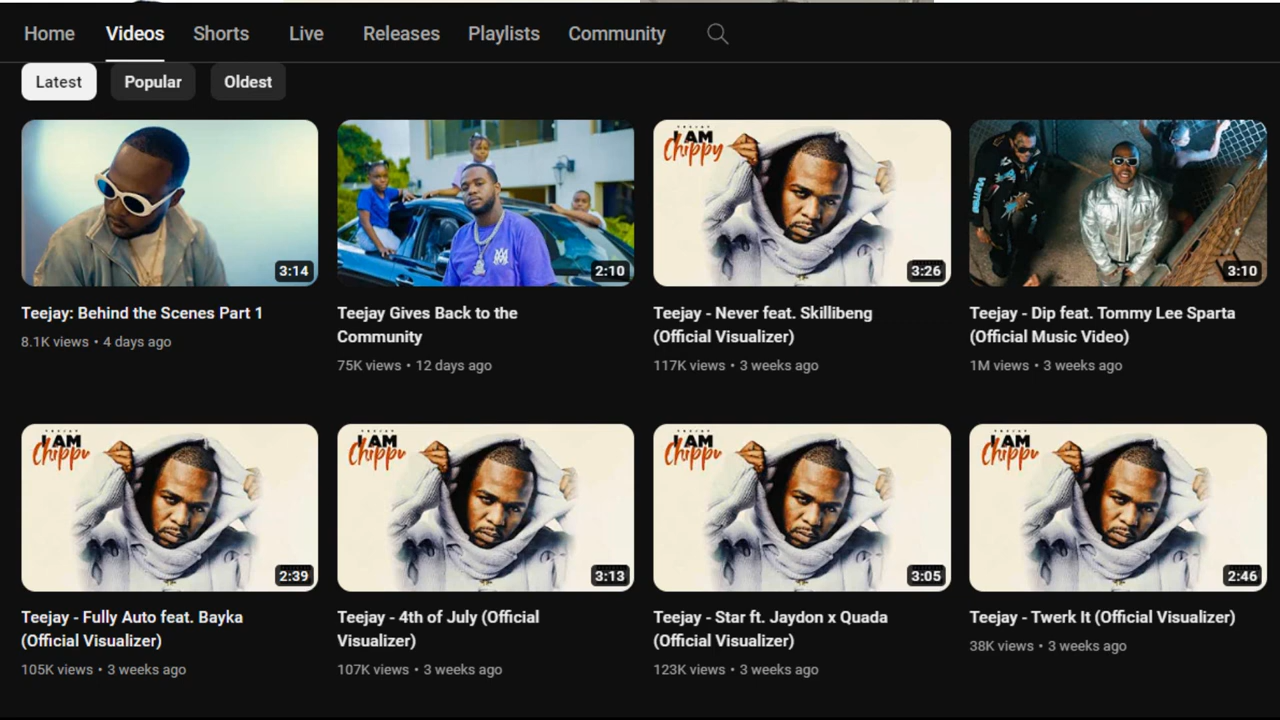 Home Videos Shorts Live Releases Playlists Community
Latest Popular Oldest
3:14
2:10
TEEJAY
I AM
Chippy
3:26
3:10
Teejay: Behind the Scenes Part 1
8.1K views • 4 days ago
Teejay Gives Back to the
Community
75K views • 12 days ago
Teejay - Never feat. Skillibeng
(Official Visualizer)
117K views • 3 weeks ago
Teejay - Dip feat. Tommy Lee Sparta
(Official Music Video)
1M views • 3 weeks ago
I AM
Chippy
2:39
I AM
Chippy
3:13
I AM
Chippy
3:05
I AM
Chippy
2:46
Teejay - Fully Auto feat. Bayka
(Official Visualizer)
105K views • 3 weeks ago
Teejay - 4th of July (Official
Visualizer)
107K views • 3 weeks ago
Teejay - Star ft. Jaydon x Quada
(Official Visualizer)
123K views • 3 weeks ago
Teejay - Twerk It (Official Visualizer)
38K views • 3 weeks ago